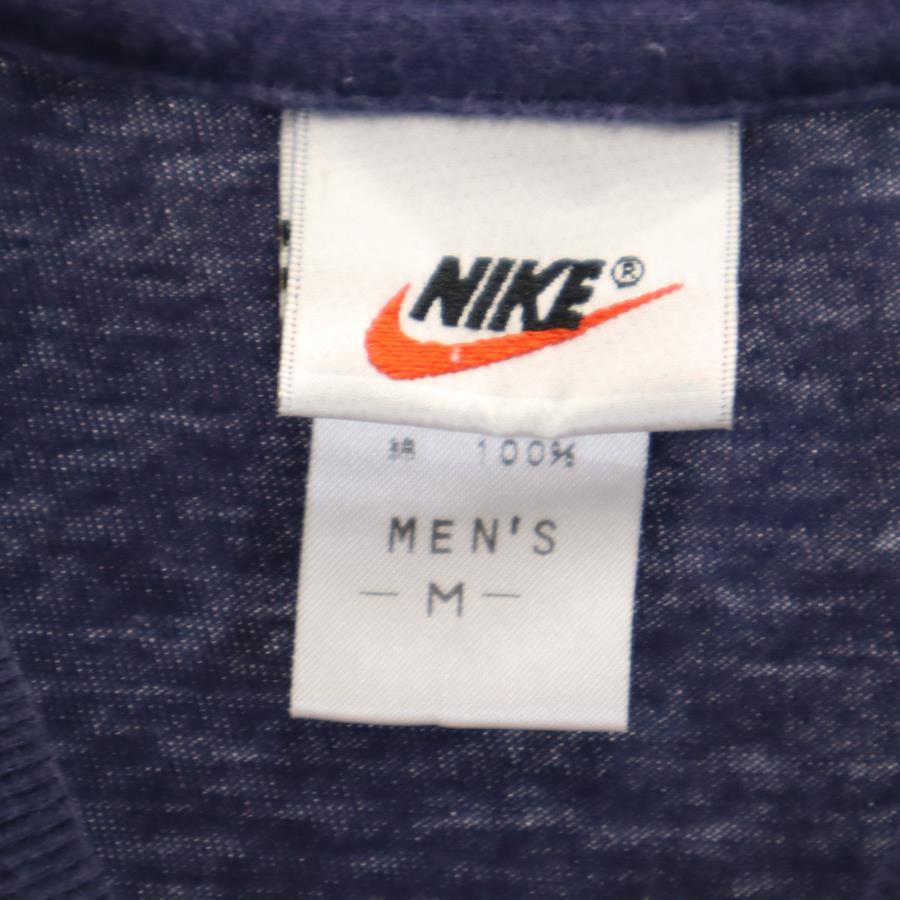 NIKE®
綿 100%
MEN'S
-M-